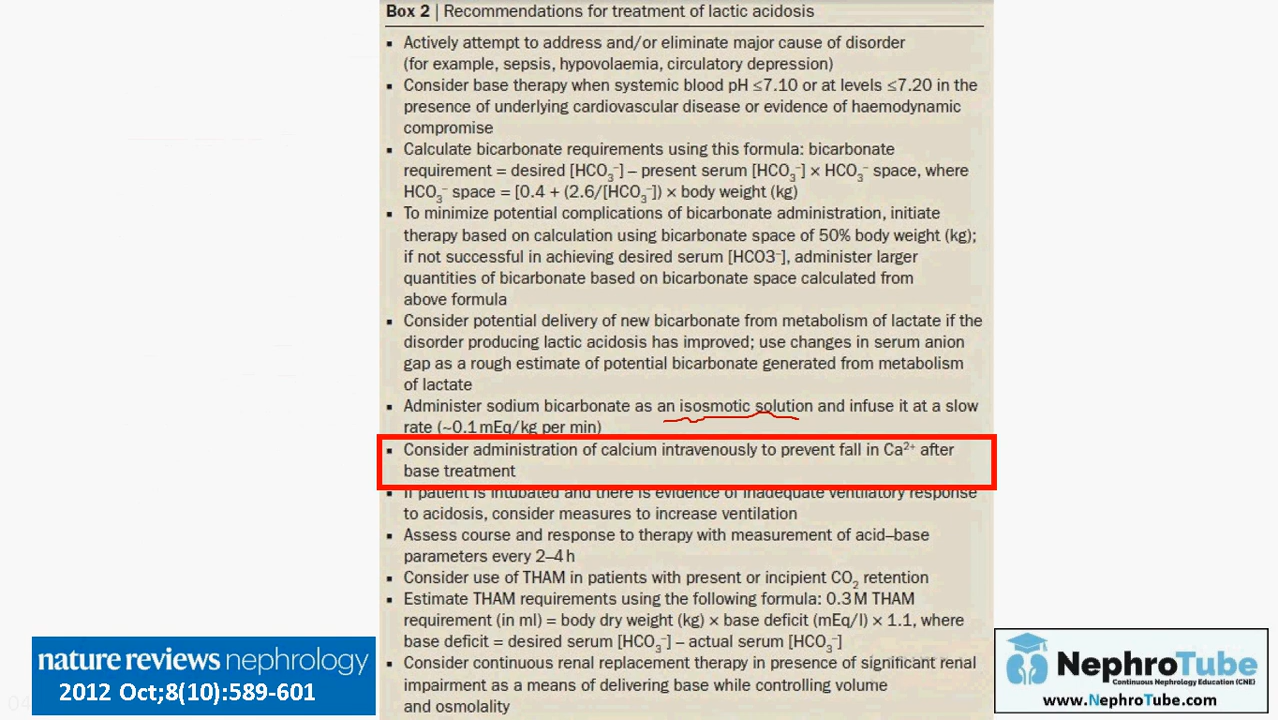 Box 2 | Recommendations for treatment of lactic acidosis
▪ Actively attempt to address and/or eliminate major cause of disorder
(for example, sepsis, hypovolaemia, circulatory depression)
▪ Consider base therapy when systemic blood pH ≤7.10 or at levels ≤7.20 in the
presence of underlying cardiovascular disease or evidence of haemodynamic
compromise
▪ Calculate bicarbonate requirements using this formula: bicarbonate
requirement = desired [HCO₃⁻] – present serum [HCO₃⁻] × HCO₃⁻ space, where
HCO₃⁻ space = [0.4 + (2.6/[HCO₃⁻]) × body weight (kg)
▪ To minimize potential complications of bicarbonate administration, initiate
therapy based on calculation using bicarbonate space of 50% body weight (kg);
if not successful in achieving desired serum [HCO3⁻], administer larger
quantities of bicarbonate based on bicarbonate space calculated from
above formula
▪ Consider potential delivery of new bicarbonate from metabolism of lactate if the
disorder producing lactic acidosis has improved; use changes in serum anion
gap as a rough estimate of potential bicarbonate generated from metabolism
of lactate
▪ Administer sodium bicarbonate as an isosmotic solution and infuse it at a slow
rate (~0.1 mEq/kg per min)
▪ Consider administration of calcium intravenously to prevent fall in Ca²⁺ after
base treatment
▪ If patient is intubated and there is evidence of inadequate ventilatory response
to acidosis, consider measures to increase ventilation
▪ Assess course and response to therapy with measurement of acid–base
parameters every 2–4 h
▪ Consider use of THAM in patients with present or incipient CO₂ retention
▪ Estimate THAM requirements using the following formula: 0.3 M THAM
requirement (in ml) = body dry weight (kg) × base deficit (mEq/l) × 1.1, where
base deficit = desired serum [HCO₃⁻] – actual serum [HCO₃⁻]
▪ Consider continuous renal replacement therapy in presence of significant renal
impairment as a means of delivering base while controlling volume
and osmolality
nature reviews nephrology
2012 Oct;8(10):589-601
NephroTube
Continuous Nephrology Education (CNE)
www.NephroTube.com